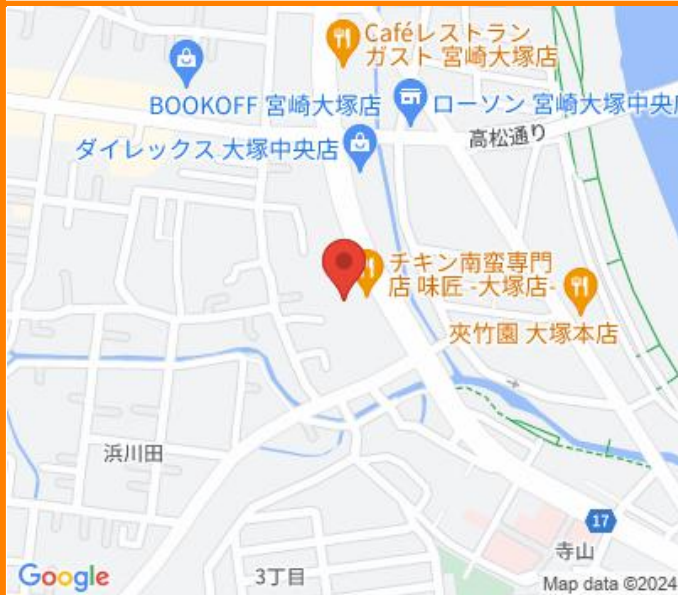 Caféレストラン
ガスト 宮崎大塚店
BOOKOFF 宮崎大塚店
ローソン 宮崎大塚中央店
高松通り
ダイレックス 大塚中央店
チキン南蛮専門
店 味匠 -大塚店-
夾竹園 大塚本店
浜川田
17
寺山
3丁目
Google
Map data ©2024